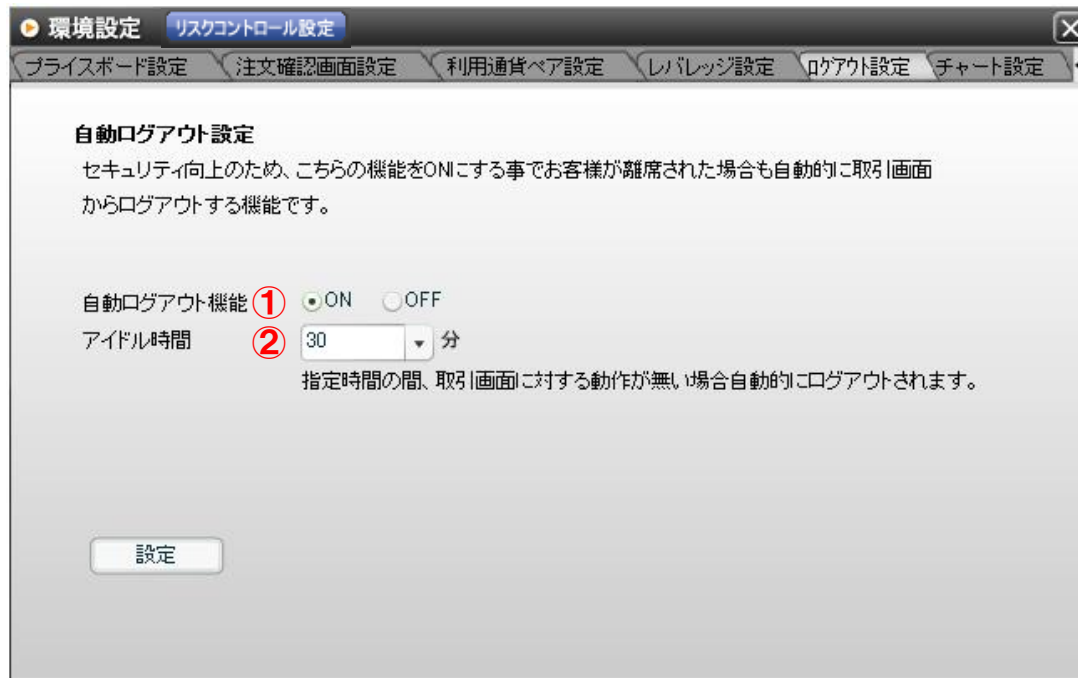 環境設定 リスクコントロール設定
プライスボード設定 注文確認画面設定 利用通貨ペア設定 レバレッジ設定 ログアウト設定 チャート設定
自動ログアウト設定
セキュリティ向上のため、こちらの機能をONにする事でお客様が離席された場合も自動的に取引画面
からログアウトする機能です。
自動ログアウト機能 ① ON OFF
アイドル時間 ② 30 分
指定時間の間、取引画面に対する動作が無い場合自動的にログアウトされます。
設定